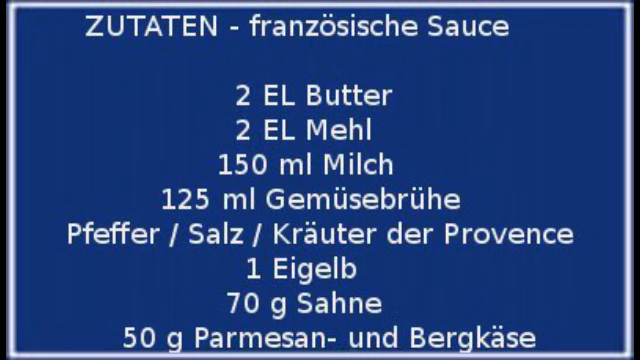 ZUTATEN - französische Sauce
2 EL Butter
2 EL Mehl
150 ml Milch
125 ml Gemüsebrühe
Pfeffer / Salz / Kräuter der Provence
1 Eigelb
70 g Sahne
50 g Parmesan- und Bergkäse